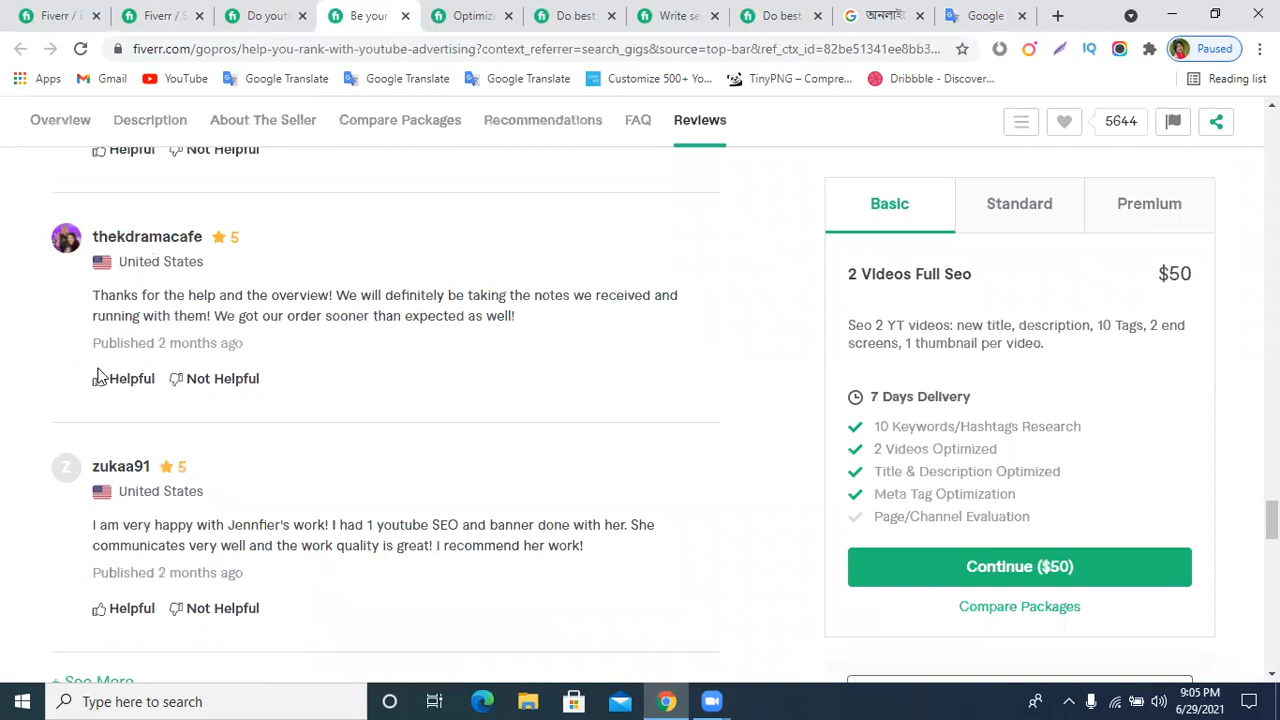 Fiverr / E
Fiverr / S
Do yout
Be your
Optimiz
Do best
Write se
Do best
Google
fiverr.com/gopros/help-you-rank-with-youtube-advertising?context_referrer=search_gigs&source=top-bar&ref_ctx_id=82be51341ee8bb3...
Paused
Apps
Gmail
YouTube
Google Translate
Google Translate
Google Translate
Customize 500+ Yo...
TinyPNG – Compre...
Dribbble - Discover...
Reading list
Overview
Description
About The Seller
Compare Packages
Recommendations
FAQ
Reviews
5644
Helpful
Not Helpful
thekdramacafe
5
United States
Thanks for the help and the overview! We will definitely be taking the notes we received and
running with them! We got our order sooner than expected as well!
Published 2 months ago
Helpful
Not Helpful
Z
zukaa91
5
United States
I am very happy with Jennfier's work! I had 1 youtube SEO and banner done with her. She
communicates very well and the work quality is great! I recommend her work!
Published 2 months ago
Helpful
Not Helpful
+ See More
Basic
Standard
Premium
2 Videos Full Seo
$50
Seo 2 YT videos: new title, description, 10 Tags, 2 end
screens, 1 thumbnail per video.
7 Days Delivery
10 Keywords/Hashtags Research
2 Videos Optimized
Title & Description Optimized
Meta Tag Optimization
Page/Channel Evaluation
Continue ($50)
Compare Packages
Type here to search
9:05 PM
6/29/2021